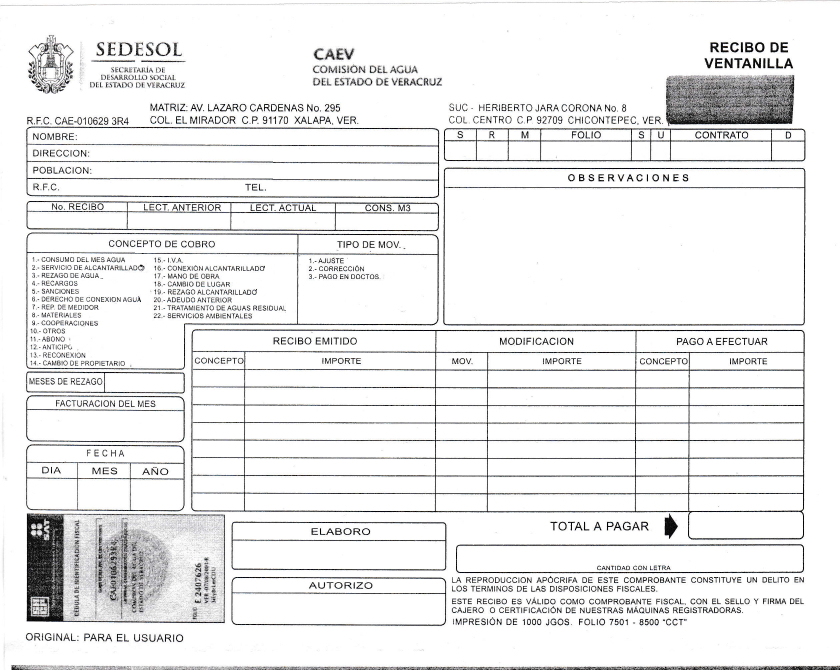 SEDESOL
SECRETARÍA DE
DESARROLLO SOCIAL
DEL ESTADO DE VERACRUZ
CAEV
COMISIÓN DEL AGUA
DEL ESTADO DE VERACRUZ
RECIBO DE
VENTANILLA
R.F.C. CAE-010629 3R4
MATRIZ: AV. LAZARO CARDENAS No. 295
COL. EL MIRADOR C.P. 91170 XALAPA, VER.
SUC - HERIBERTO JARA CORONA No. 8
COL. CENTRO C.P 92709 CHICONTEPEC, VER.
NOMBRE:
DIRECCION:
POBLACION:
R.F.C. TEL.
S R M FOLIO S U CONTRATO D
OBSERVACIONES
No. RECIBO LECT. ANTERIOR LECT. ACTUAL CONS. M3
CONCEPTO DE COBRO
1.- CONSUMO DEL MES AGUA
2.- SERVICIO DE ALCANTARILLADO
3.- REZAGO DE AGUA
4.- RECARGOS
5.- SANCIONES
6.- DERECHO DE CONEXION AGUA
7.- REP. DE MEDIDOR
8.- MATERIALES
9.- COOPERACIONES
10.- OTROS
11.- ABONO
12.- ANTICIPO
13.- RECONEXION
14.- CAMBIO DE PROPIETARIO
15.- I.V.A.
16.- CONEXIÓN ALCANTARILLADO
17.- MANO DE OBRA
18.- CAMBIO DE LUGAR
19.- REZAGO ALCANTARILLADO
20.- ADEUDO ANTERIOR
21.- TRATAMIENTO DE AGUAS RESIDUAL
22.- SERVICIOS AMBIENTALES
TIPO DE MOV.
1.- AJUSTE
2.- CORRECCIÓN
3.- PAGO EN DOCTOS.
RECIBO EMITIDO MODIFICACION PAGO A EFECTUAR
CONCEPTO IMPORTE MOV. IMPORTE CONCEPTO IMPORTE
MESES DE REZAGO
FACTURACION DEL MES
FECHA
DIA MES AÑO
SAT
CÉDULA DE IDENTIFICACIÓN FISCAL
CAE0106293R4
COMISION DEL AGUA DEL
ESTADO DE VERACRUZ
E 2407626
ELABORO
AUTORIZO
TOTAL A PAGAR
CANTIDAD CON LETRA
LA REPRODUCCION APÓCRIFA DE ESTE COMPROBANTE CONSTITUYE UN DELITO EN
LOS TERMINOS DE LAS DISPOSICIONES FISCALES.
ESTE RECIBO ES VÁLIDO COMO COMPROBANTE FISCAL, CON EL SELLO Y FIRMA DEL
CAJERO O CERTIFICACIÓN DE NUESTRAS MÁQUINAS REGISTRADORAS.
IMPRESIÓN DE 1000 JGOS. FOLIO 7501 - 8500 "CCT"
ORIGINAL: PARA EL USUARIO